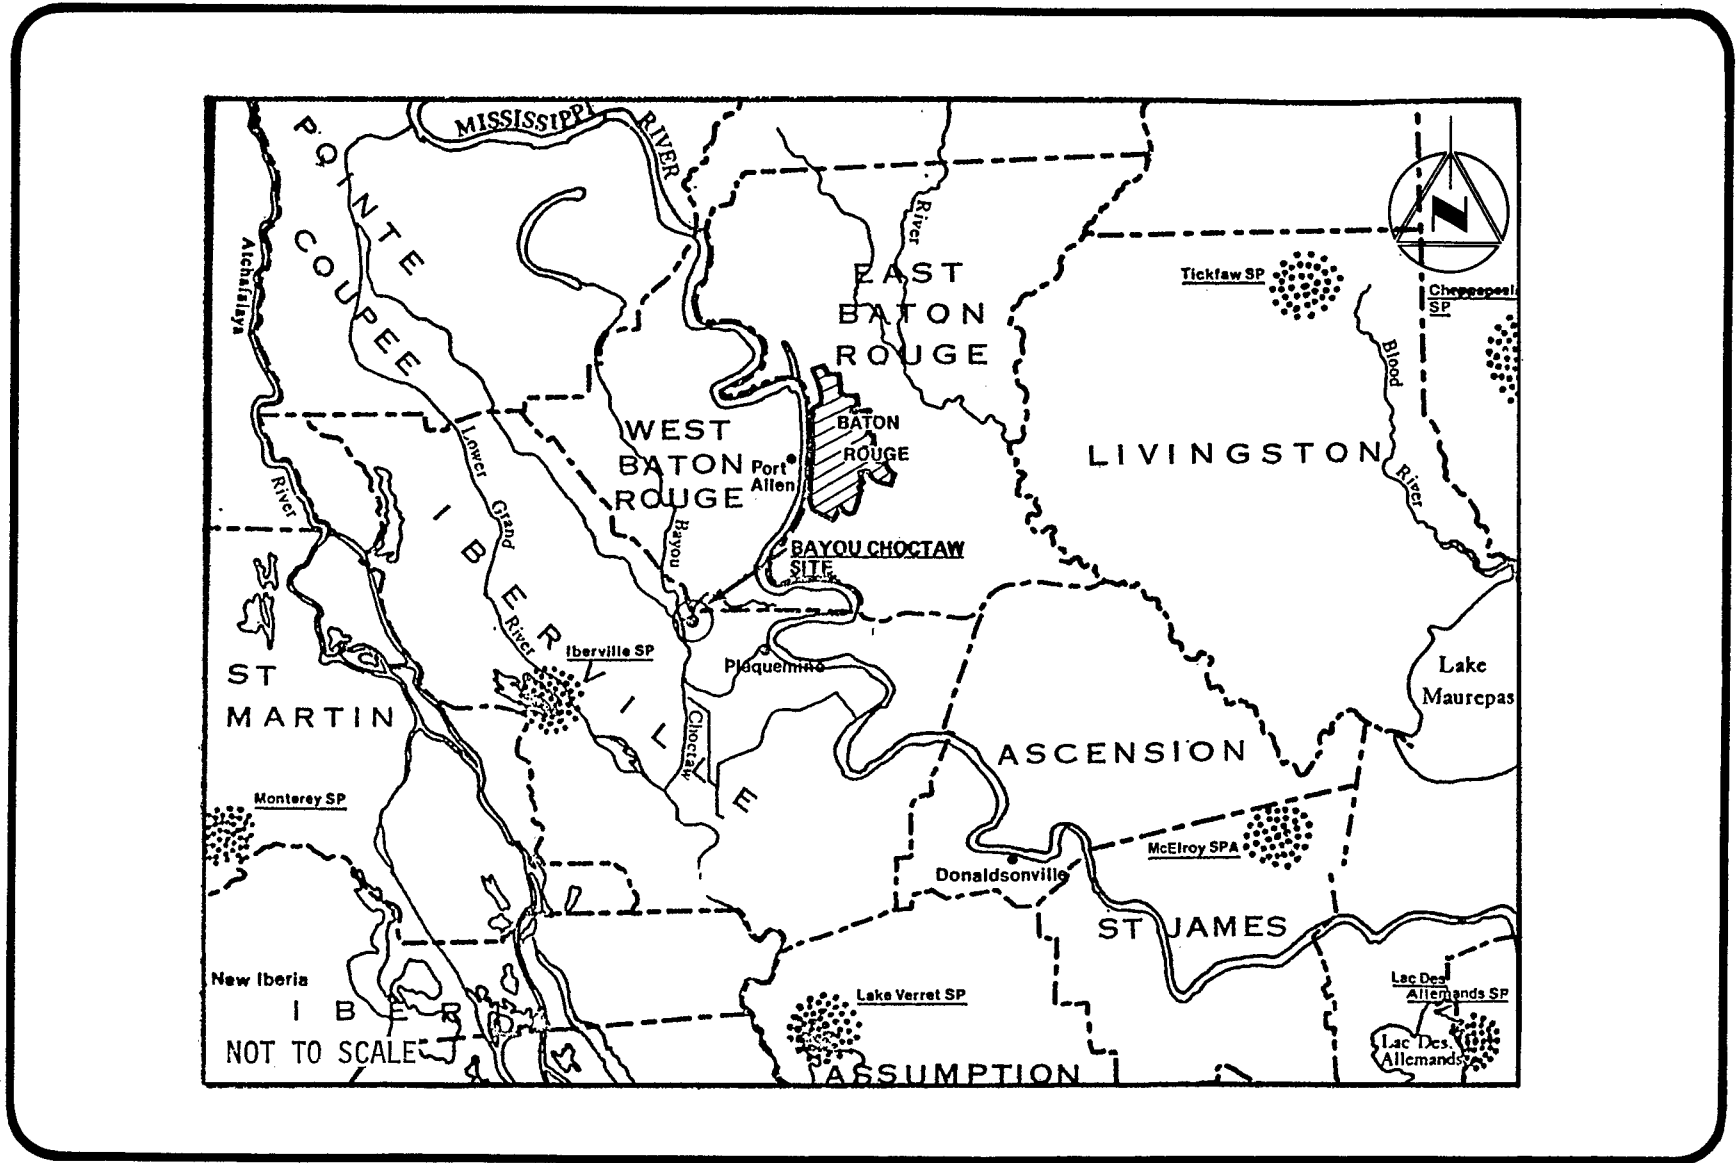 MISSISSIPPI RIVER
POINTE
COUPEE
Atchafalaya
River
River
EAST
BATON
ROUGE
Tickfaw SP
SP
N
Blood
River
LIVINGSTON
WEST
BATON
ROUGE
Port
Allen
BATON
ROUGE
Lower
Grand
River
Bayou
Choctaw
BAYOU CHOCTAW
SITE
IBERVILLE
Iberville SP
Plaquemine
ST
MARTIN
Lake
Maurepas
ASCENSION
Monterey SP
McElroy SPA
Donaldsonville
ST JAMES
New Iberia
IBERI
Lake Verret SP
Lac Des
Allemands SP
Lac Des
Allemands
NOT TO SCALE
ASSUMPTION